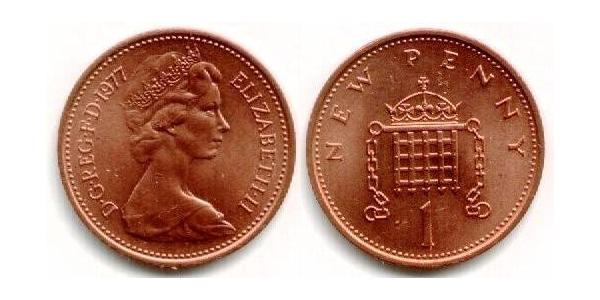 D·G·REG·F·D·1977
ELIZABETH·II
NEW PENNY
1